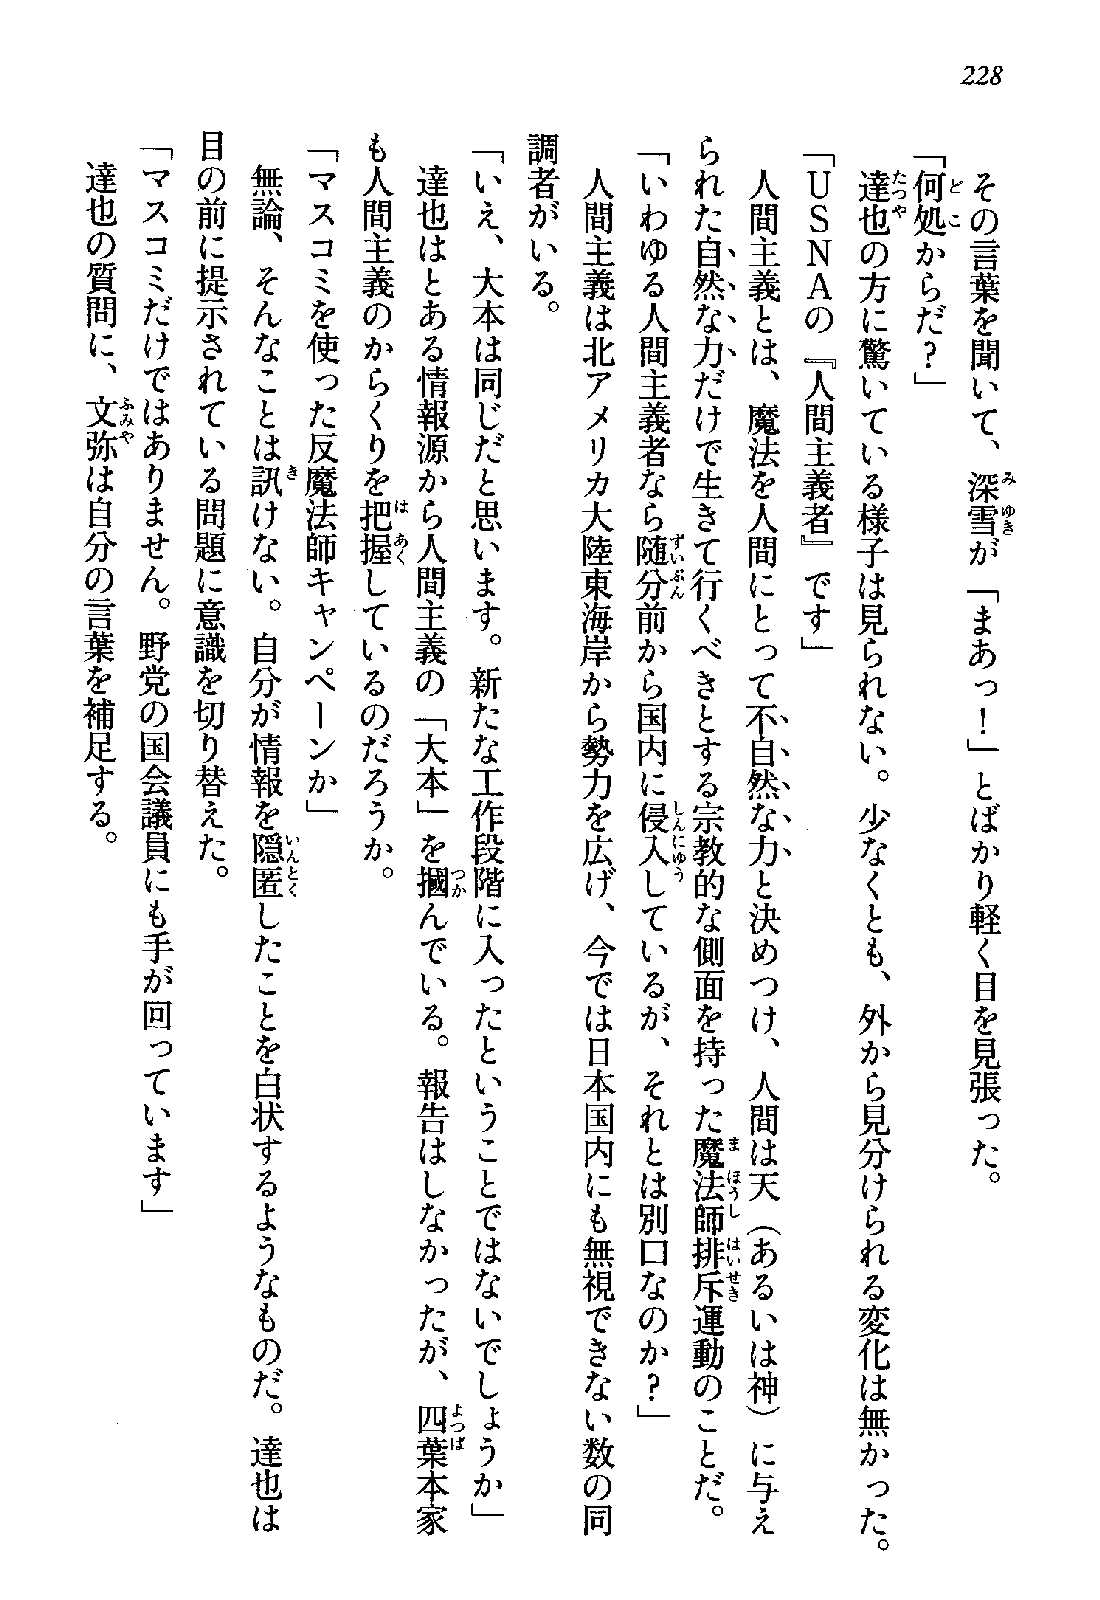 228
その言葉を聞いて、深雪が「まあっ！」とばかり軽く目を見張った。
「何処からだ？」
達也の方に驚いている様子は見られない。少なくとも、外から見分けられる変化は無かった。
「ＵＳＮＡの『人間主義者』です」
人間主義とは、魔法を人間にとって不自然な力と決めつけ、人間は天（あるいは神）に与え
られた自然な力だけで生きて行くべきとする宗教的な側面を持った魔法師排斥運動のことだ。
「いわゆる人間主義者なら随分前から国内に侵入しているが、それとは別口なのか？」
人間主義は北アメリカ大陸東海岸から勢力を広げ、今では日本国内にも無視できない数の同
調者がいる。
「いえ、大本は同じだと思います。新たな工作段階に入ったということではないでしょうか」
達也はとある情報源から人間主義の「大本」を摑んでいる。報告はしなかったが、四葉本家
も人間主義のからくりを把握しているのだろうか。
「マスコミを使った反魔法師キャンペーンか」
無論、そんなことは訊けない。自分が情報を隠匿したことを白状するようなものだ。達也は
目の前に提示されている問題に意識を切り替えた。
「マスコミだけではありません。野党の国会議員にも手が回っています」
達也の質問に、文弥は自分の言葉を補足する。